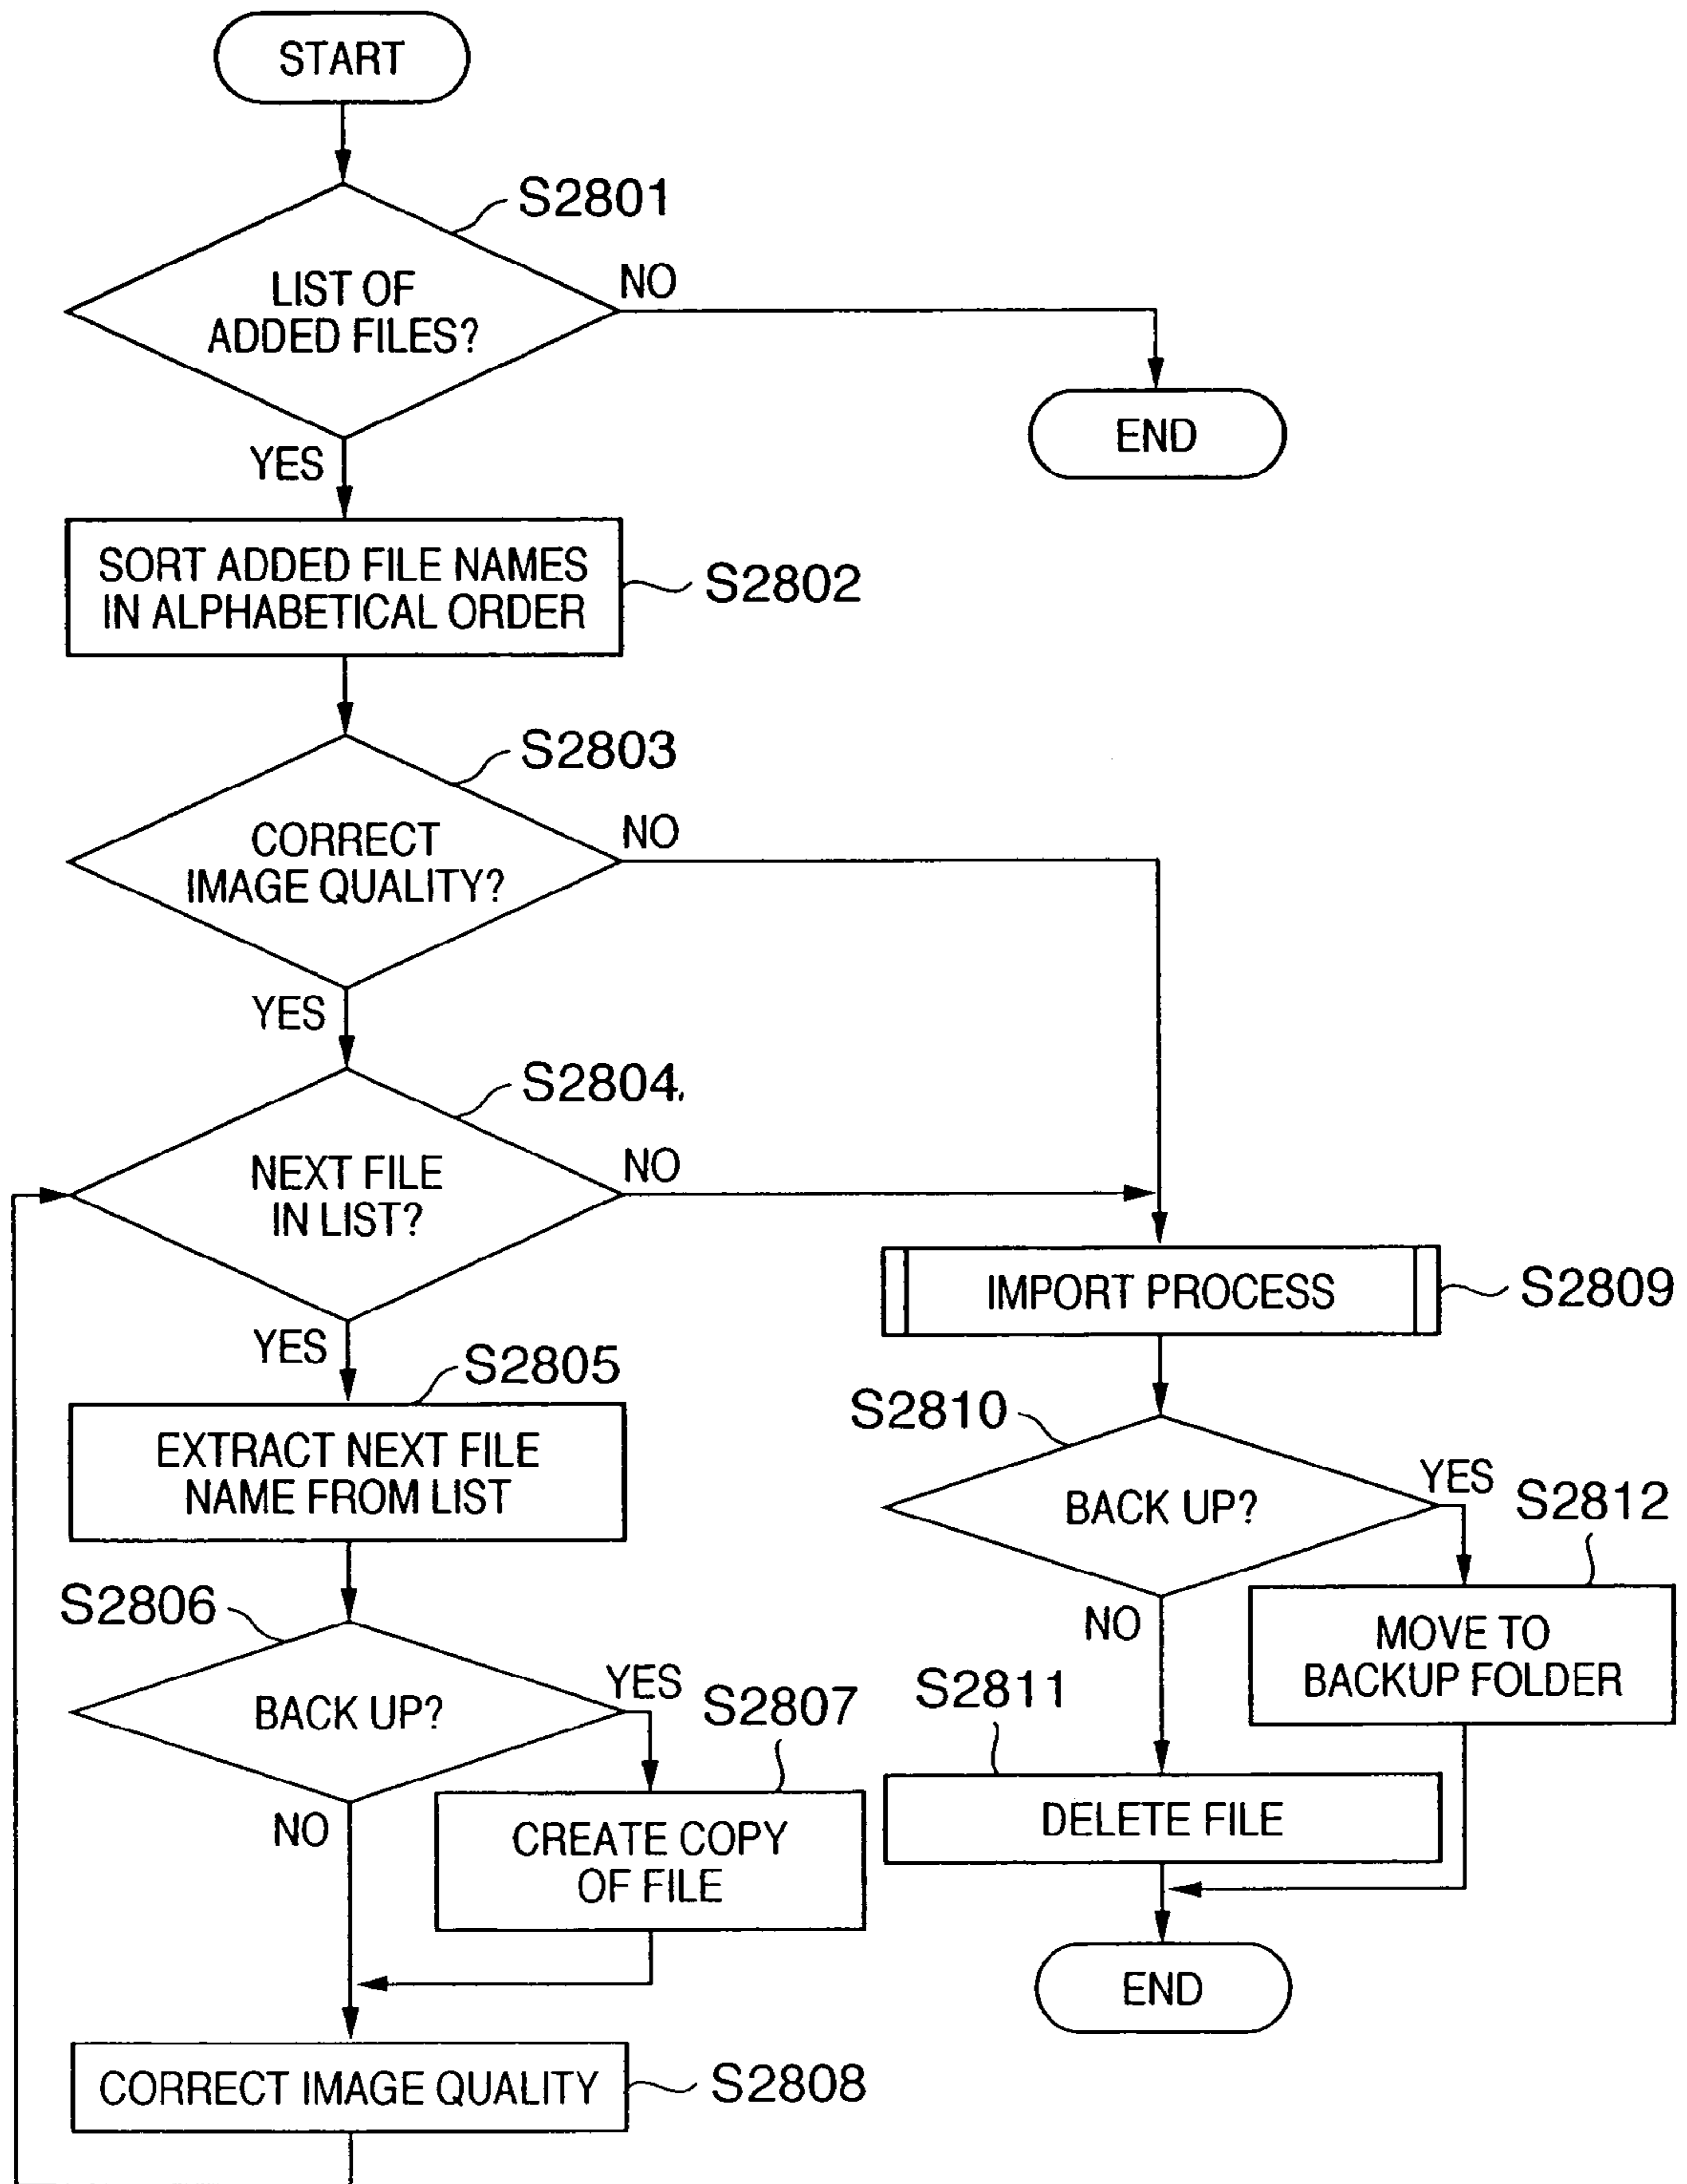 START
S2801
LIST OF
ADDED FILES?
NO
END
YES
SORT ADDED FILE NAMES
IN ALPHABETICAL ORDER
S2802
S2803
CORRECT
IMAGE QUALITY?
NO
YES
S2804
NEXT FILE
IN LIST?
NO
YES
S2805
EXTRACT NEXT FILE
NAME FROM LIST
S2806
BACK UP?
YES
S2807
NO
CREATE COPY
OF FILE
CORRECT IMAGE QUALITY
S2808
IMPORT PROCESS
S2809
S2810
BACK UP?
YES
S2812
NO
MOVE TO
BACKUP FOLDER
S2811
DELETE FILE
END